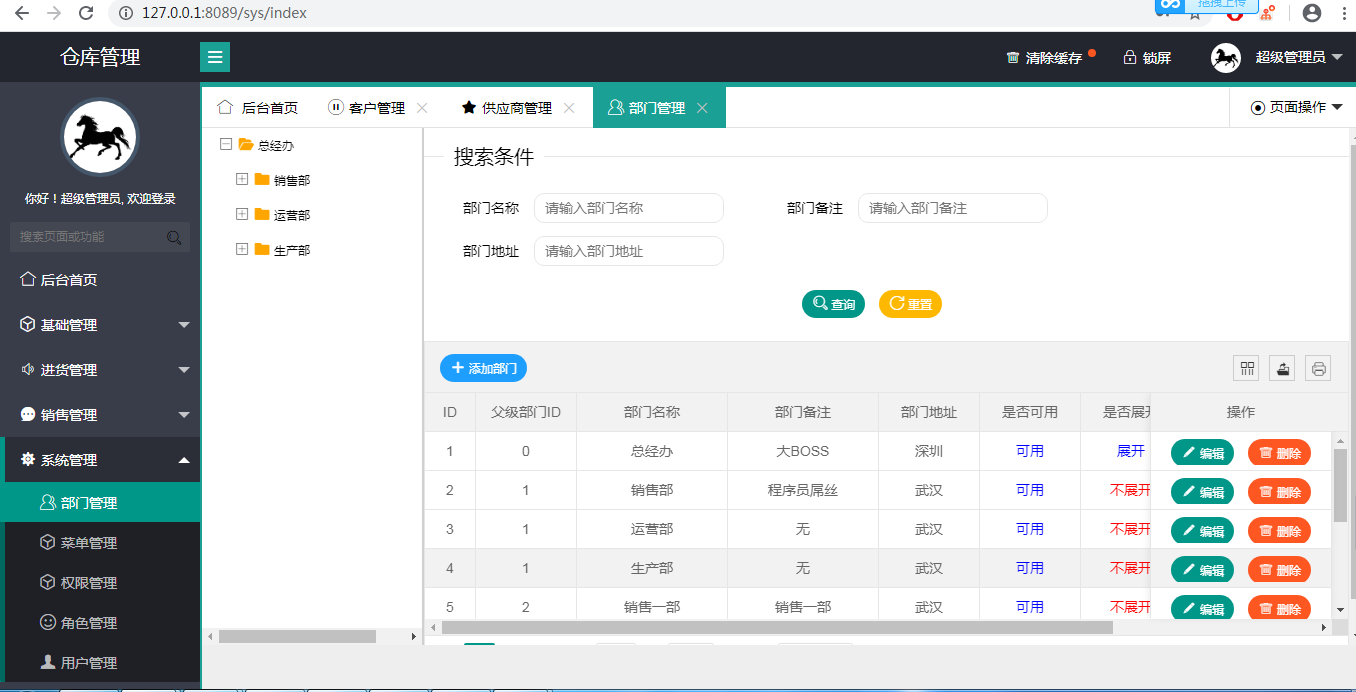 127.0.0.1:8089/sys/index
拖拽上传
仓库管理
清除缓存
锁屏
超级管理员
后台首页
客户管理
供应商管理
部门管理
页面操作
你好！超级管理员, 欢迎登录
搜索页面或功能
后台首页
基础管理
进货管理
销售管理
系统管理
部门管理
菜单管理
权限管理
角色管理
用户管理
总经办
销售部
运营部
生产部
搜索条件
部门名称 请输入部门名称 部门备注 请输入部门备注
部门地址 请输入部门地址
查询 重置
添加部门
ID 父级部门ID 部门名称 部门备注 部门地址 是否可用 是否展开 操作
1 0 总经办 大BOSS 深圳 可用 展开 编辑 删除
2 1 销售部 程序员屌丝 武汉 可用 不展开 编辑 删除
3 1 运营部 无 武汉 可用 不展开 编辑 删除
4 1 生产部 无 武汉 可用 不展开 编辑 删除
5 2 销售一部 销售一部 武汉 可用 不展开 编辑 删除